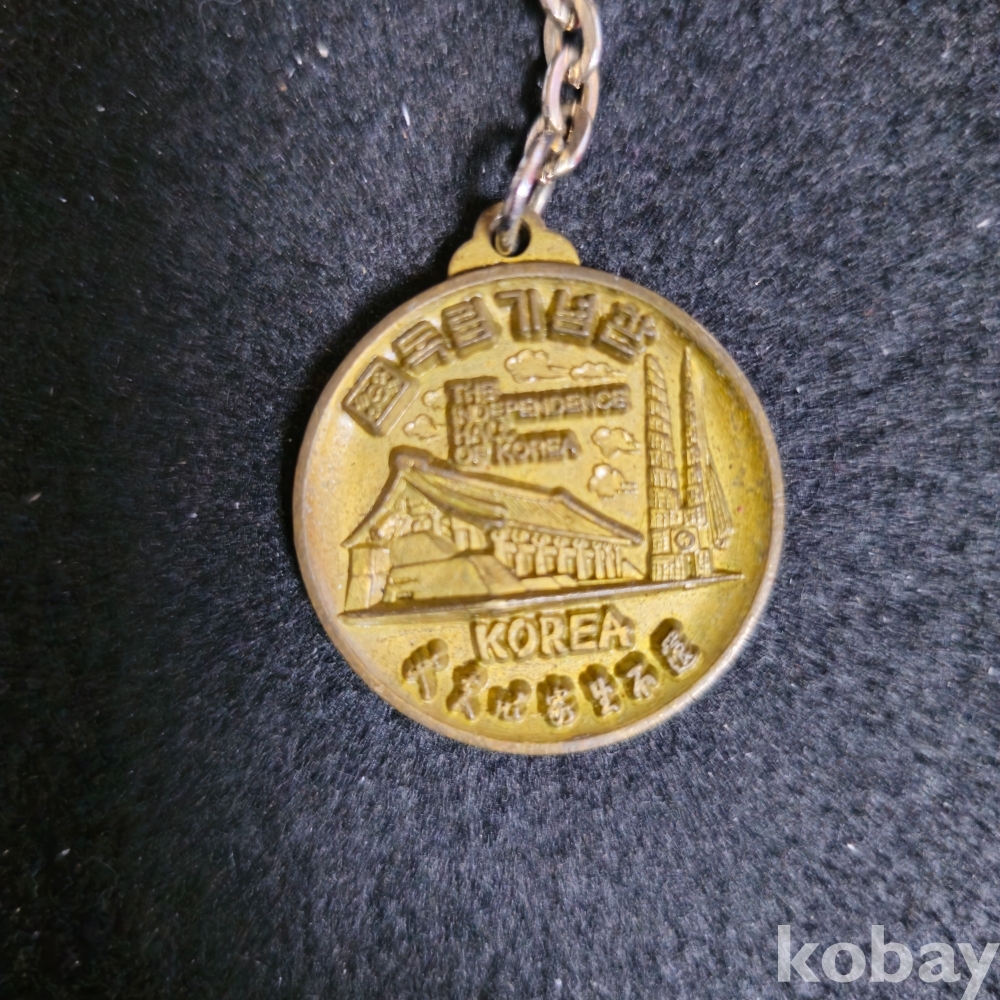 독립기념관
THE
INDEPENDENCE
HALL
OF KOREA
KOREA
kobay